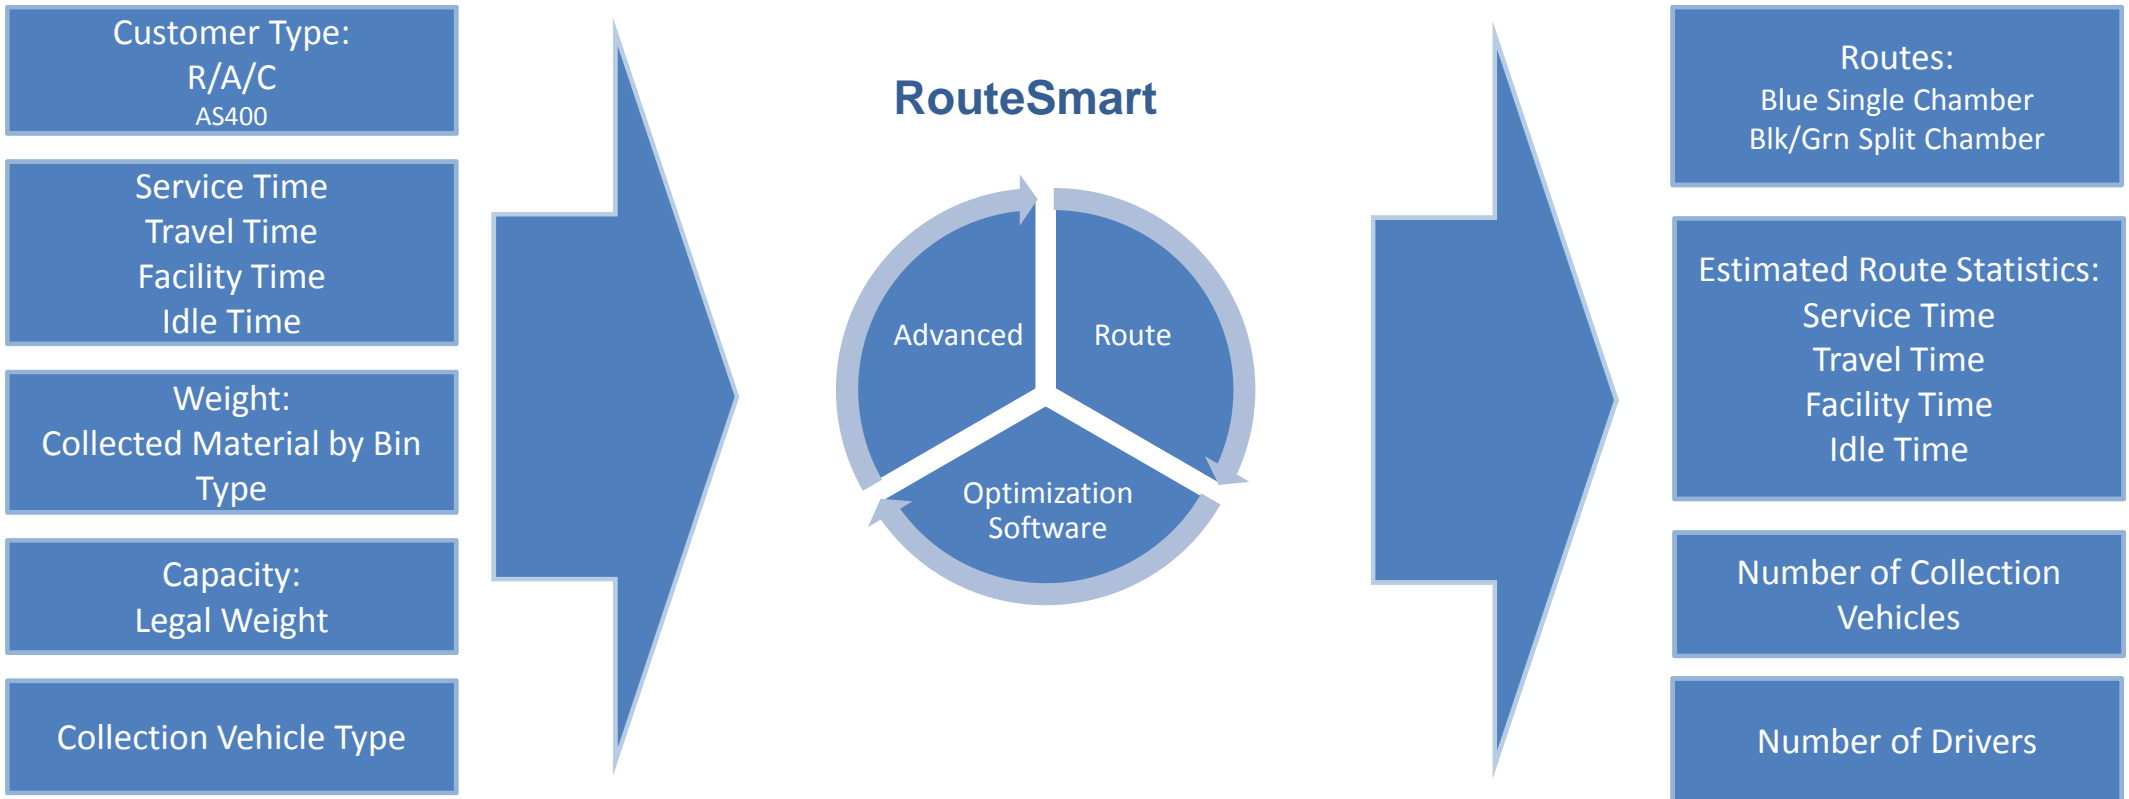 Customer Type:
R/A/C
AS400
Service Time
Travel Time
Facility Time
Idle Time
Weight:
Collected Material by Bin
Type
Capacity:
Legal Weight
Collection Vehicle Type
RouteSmart
Advanced
Route
Optimization
Software
Routes:
Blue Single Chamber
Blk/Grn Split Chamber
Estimated Route Statistics:
Service Time
Travel Time
Facility Time
Idle Time
Number of Collection
Vehicles
Number of Drivers